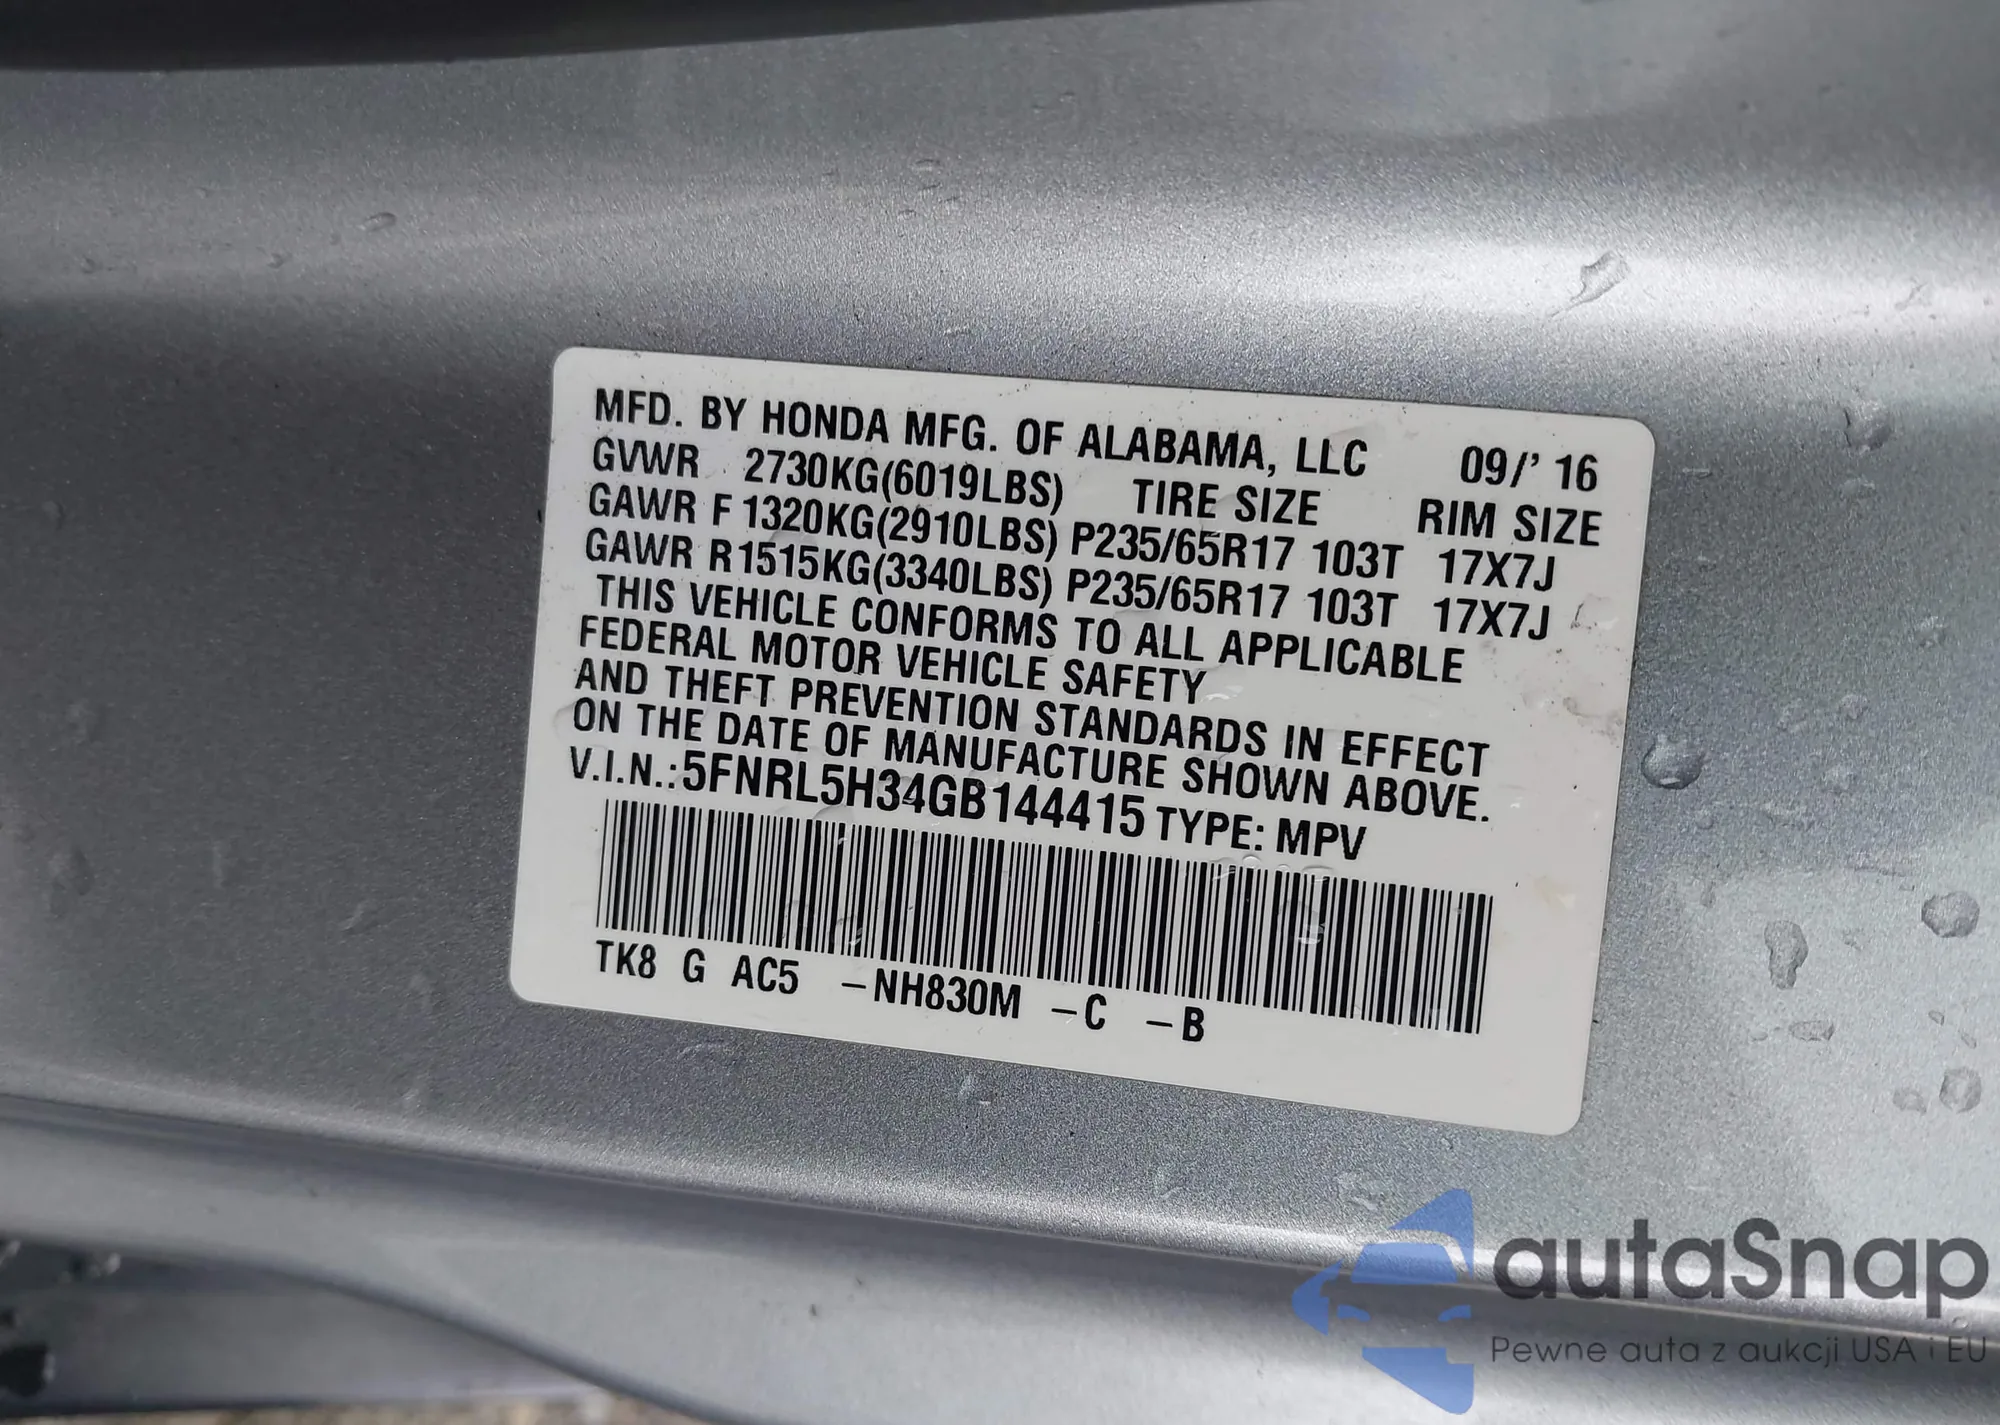 MFD. BY HONDA MFG. OF ALABAMA, LLC 09/' 16
GVWR 2730KG(6019LBS) TIRE SIZE RIM SIZE
GAWR F 1320KG(2910LBS) P235/65R17 103T 17X7J
GAWR R1515KG(3340LBS) P235/65R17 103T 17X7J
THIS VEHICLE CONFORMS TO ALL APPLICABLE
FEDERAL MOTOR VEHICLE SAFETY
AND THEFT PREVENTION STANDARDS IN EFFECT
ON THE DATE OF MANUFACTURE SHOWN ABOVE.
V.I.N.:5FNRL5H34GB144415 TYPE: MPV
TK8 G AC5 –NH830M –C –B
autaSnap
Pewne auta z aukcji USA i EU